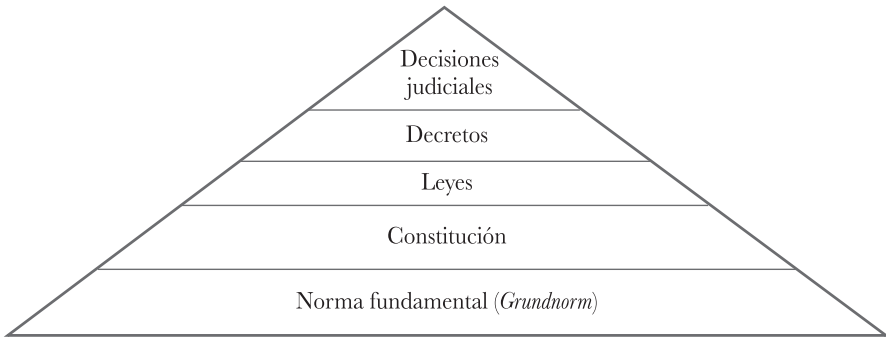 Decisiones
judiciales
Decretos
Leyes
Constitución
Norma fundamental (Grundnorm)